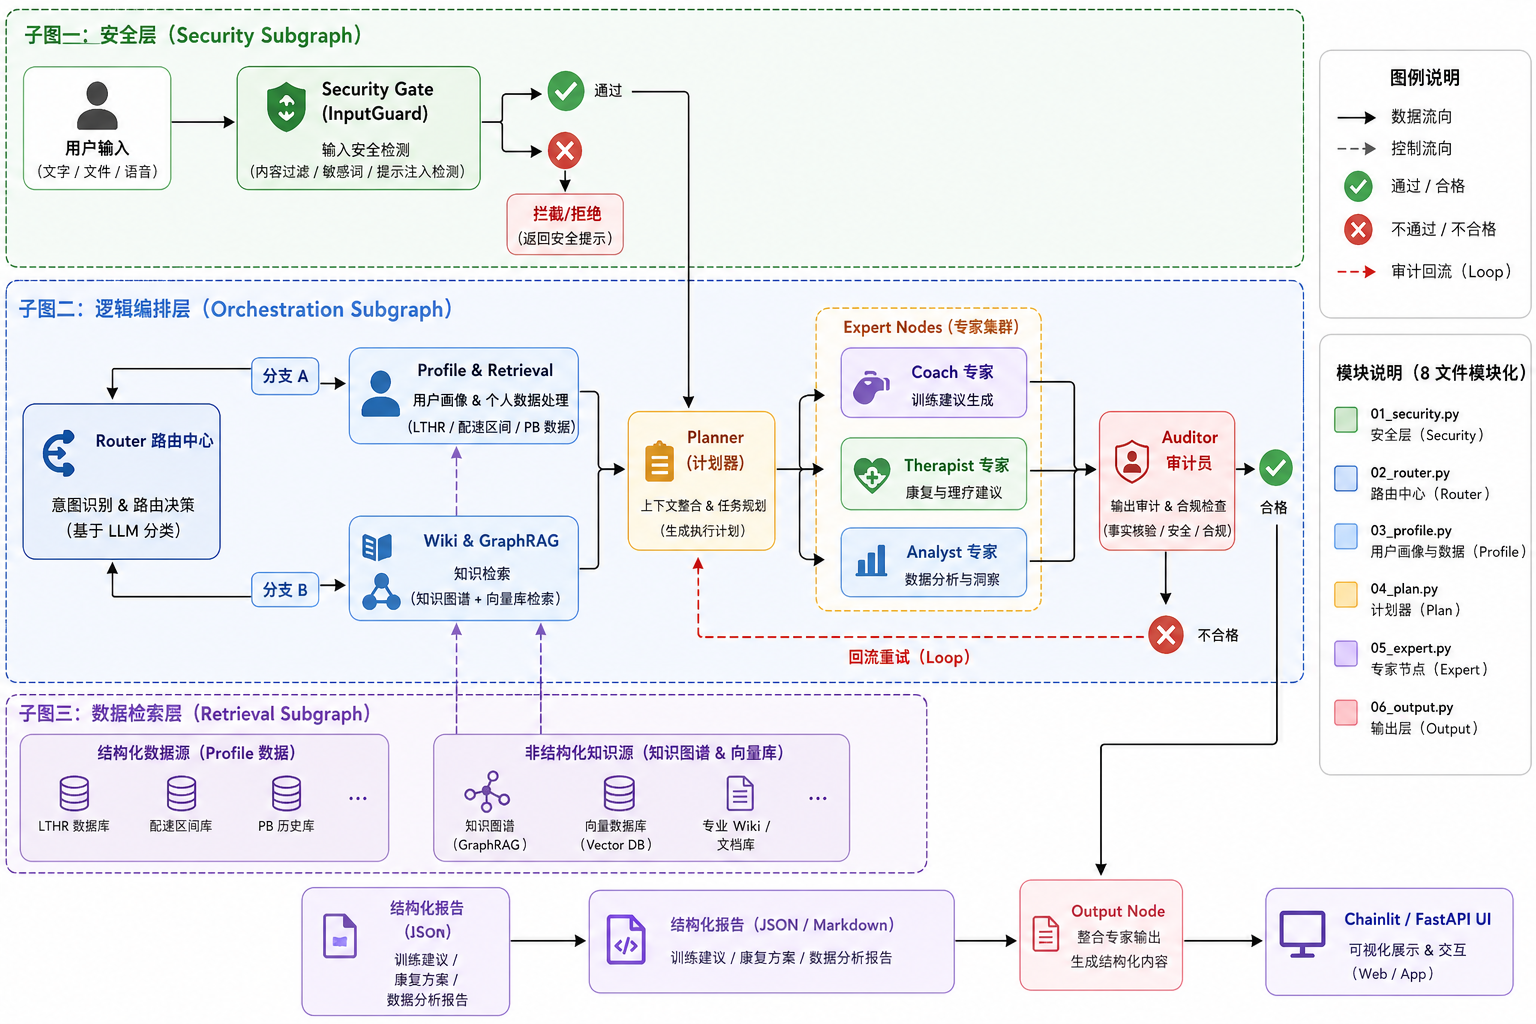 子图一：安全层（Security Subgraph）
用户输入
（文字 / 文件 / 语音）
Security Gate
(InputGuard)
输入安全检测
（内容过滤 / 敏感词 / 提示注入检测）
通过
拦截/拒绝
（返回安全提示）
图例说明
数据流向
控制流向
通过 / 合格
不通过 / 不合格
审计回流（Loop）
子图二：逻辑编排层（Orchestration Subgraph）
Router 路由中心
意图识别 & 路由决策
（基于 LLM 分类）
分支 A
分支 B
Profile & Retrieval
用户画像 & 个人数据处理
（LTHR / 配速区间 / PB 数据）
Wiki & GraphRAG
知识检索
（知识图谱 + 向量库检索）
Planner
（计划器）
上下文整合 & 任务规划
（生成执行计划）
Expert Nodes（专家集群）
Coach 专家
训练建议生成
Therapist 专家
康复与理疗建议
Analyst 专家
数据分析与洞察
Auditor
审计员
输出审计 & 合规检查
（事实核验 / 安全 / 合规）
合格
不合格
回流重试（Loop）
模块说明（8 文件模块化）
01_security.py
安全层（Security）
02_router.py
路由中心（Router）
03_profile.py
用户画像与数据（Profile）
04_plan.py
计划器（Plan）
05_expert.py
专家节点（Expert）
06_output.py
输出层（Output）
子图三：数据检索层（Retrieval Subgraph）
结构化数据源（Profile 数据）
LTHR 数据库
配速区间库
PB 历史库
...
非结构化知识源（知识图谱 & 向量库）
知识图谱
（GraphRAG）
向量数据库
（Vector DB）
专业 Wiki /
文档库
...
结构化报告
（JSON）
训练建议 /
康复方案 /
数据分析报告
结构化报告（JSON / Markdown）
训练建议 / 康复方案 / 数据分析报告
Output Node
整合专家输出
生成结构化内容
Chainlit / FastAPI UI
可视化展示 & 交互
（Web / App）